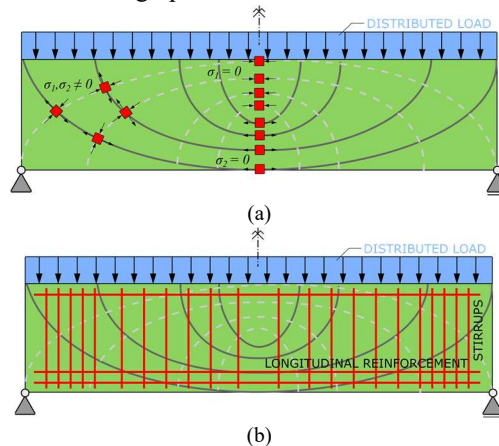 DISTRIBUTED LOAD
σ₁ = 0
σ₁,σ₂ ≠ 0
σ₂ = 0
(a)
DISTRIBUTED LOAD
STIRRUPS
LONGITUDINAL REINFORCEMENT
(b)